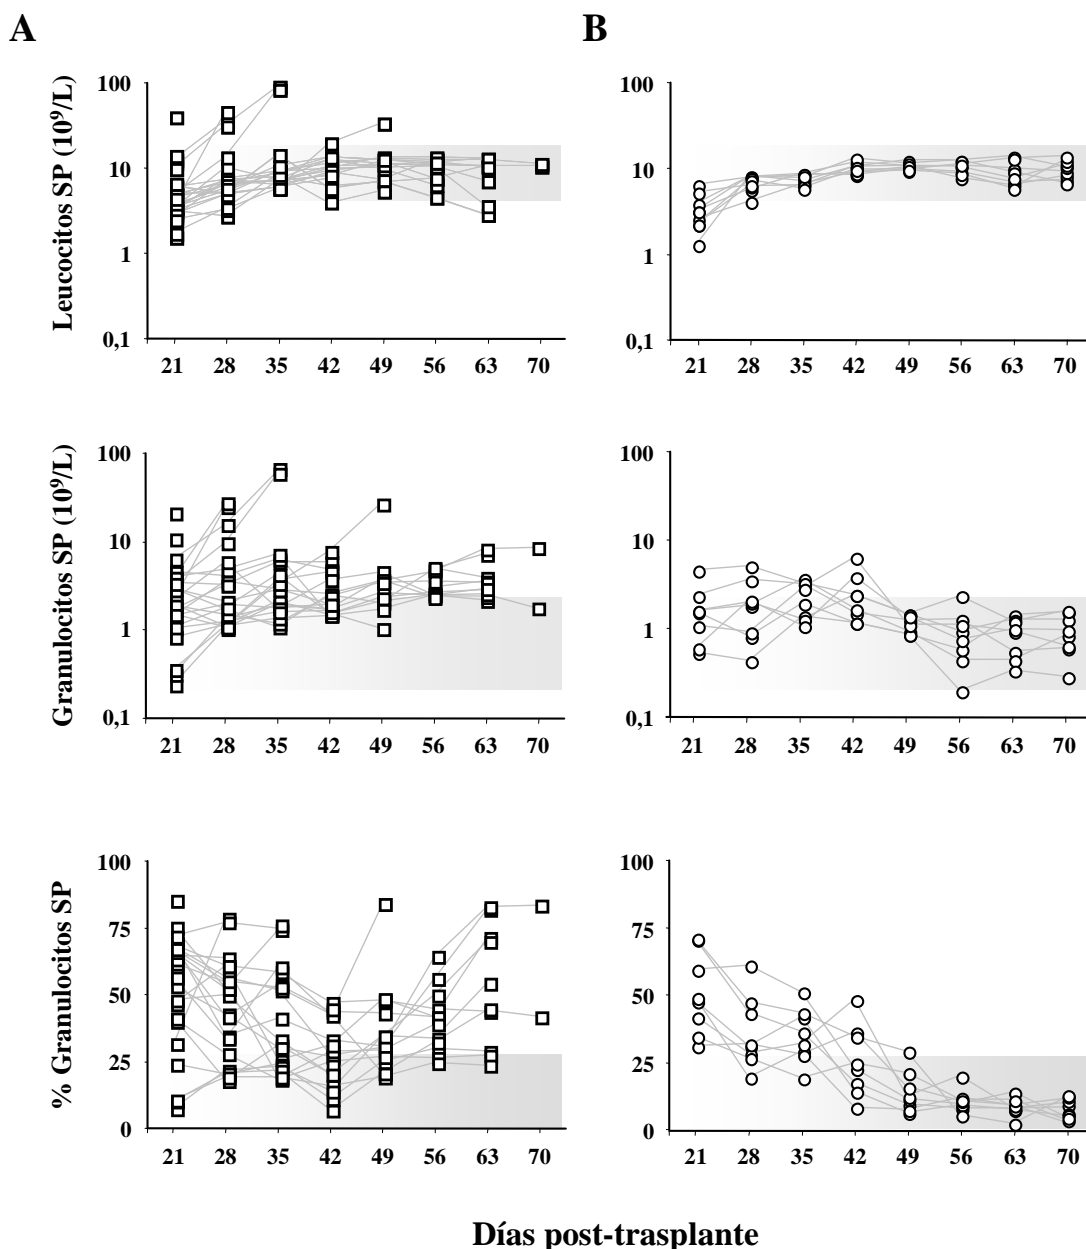 A
B
Leucocitos SP (10⁹/L)
100
10
1
0,1
21 28 35 42 49 56 63 70
100
10
1
0,1
21 28 35 42 49 56 63 70
Granulocitos SP (10⁹/L)
100
10
1
0,1
21 28 35 42 49 56 63 70
100
10
1
0,1
21 28 35 42 49 56 63 70
% Granulocitos SP
100
75
50
25
0
21 28 35 42 49 56 63 70
100
75
50
25
0
21 28 35 42 49 56 63 70
Días post-trasplante